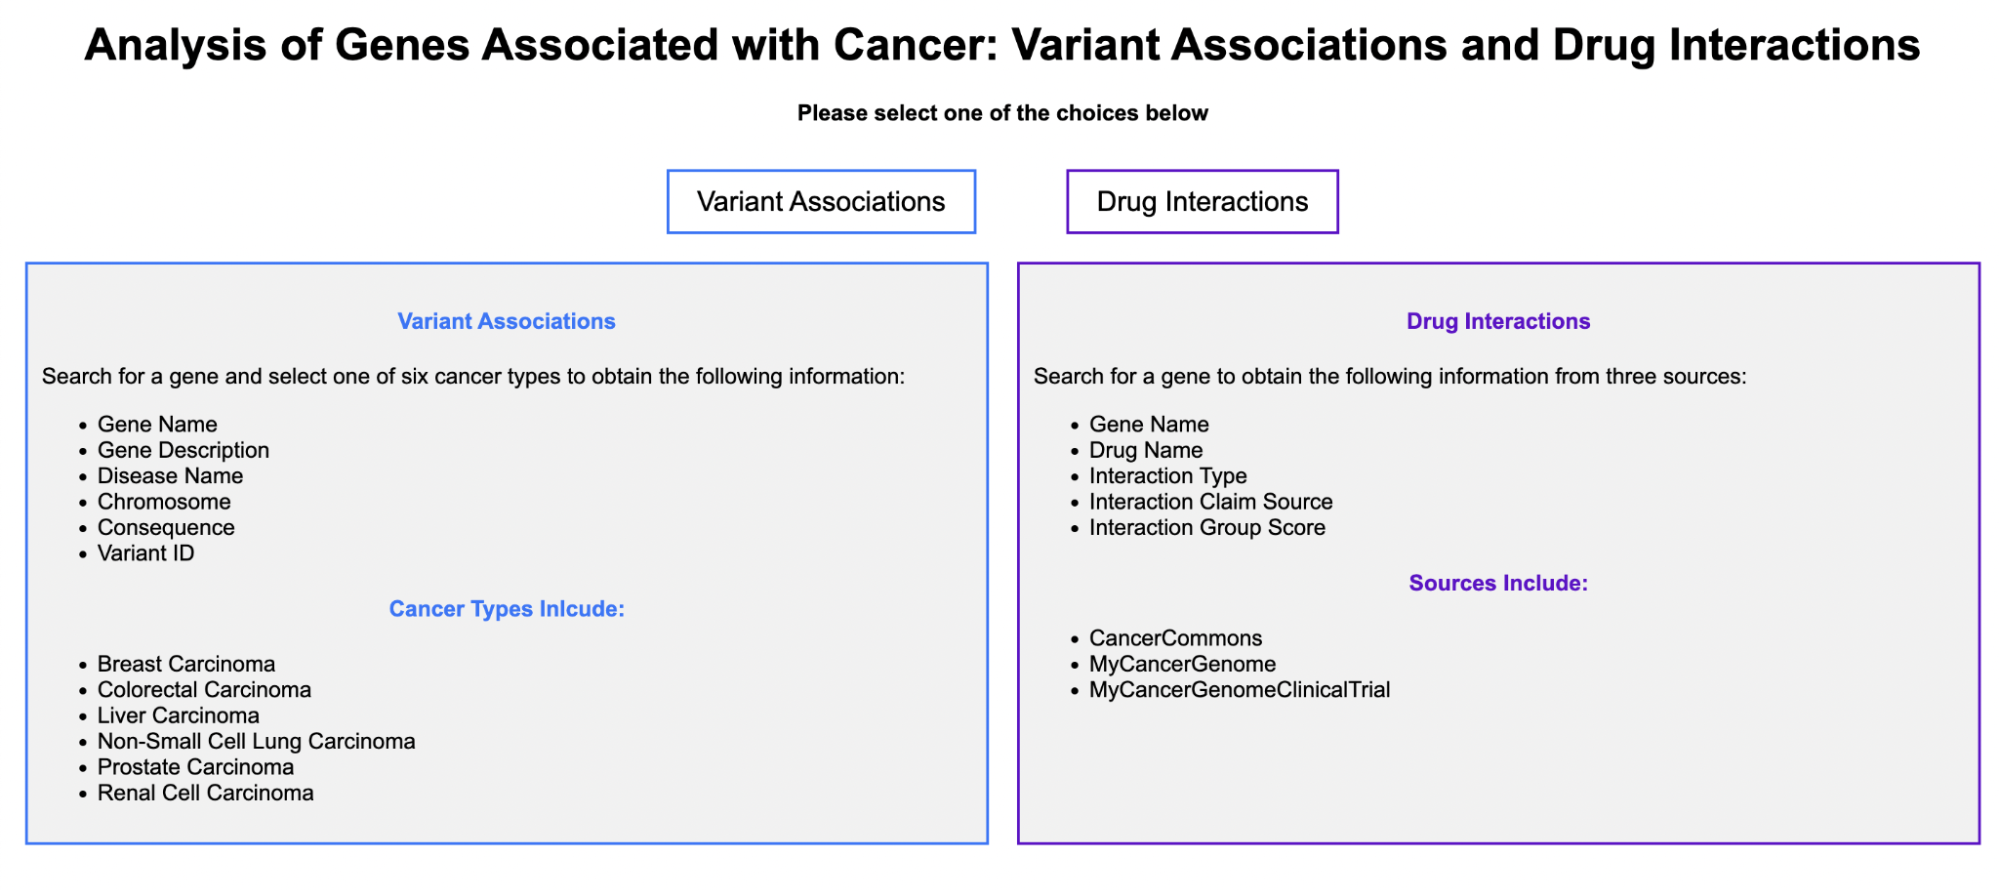 Analysis of Genes Associated with Cancer: Variant Associations and Drug Interactions
Please select one of the choices below
Variant Associations
Drug Interactions
Variant Associations
Search for a gene and select one of six cancer types to obtain the following information:
Gene Name
Gene Description
Disease Name
Chromosome
Consequence
Variant ID
Cancer Types Inlcude:
Breast Carcinoma
Colorectal Carcinoma
Liver Carcinoma
Non-Small Cell Lung Carcinoma
Prostate Carcinoma
Renal Cell Carcinoma
Drug Interactions
Search for a gene to obtain the following information from three sources:
Gene Name
Drug Name
Interaction Type
Interaction Claim Source
Interaction Group Score
Sources Include:
CancerCommons
MyCancerGenome
MyCancerGenomeClinicalTrial